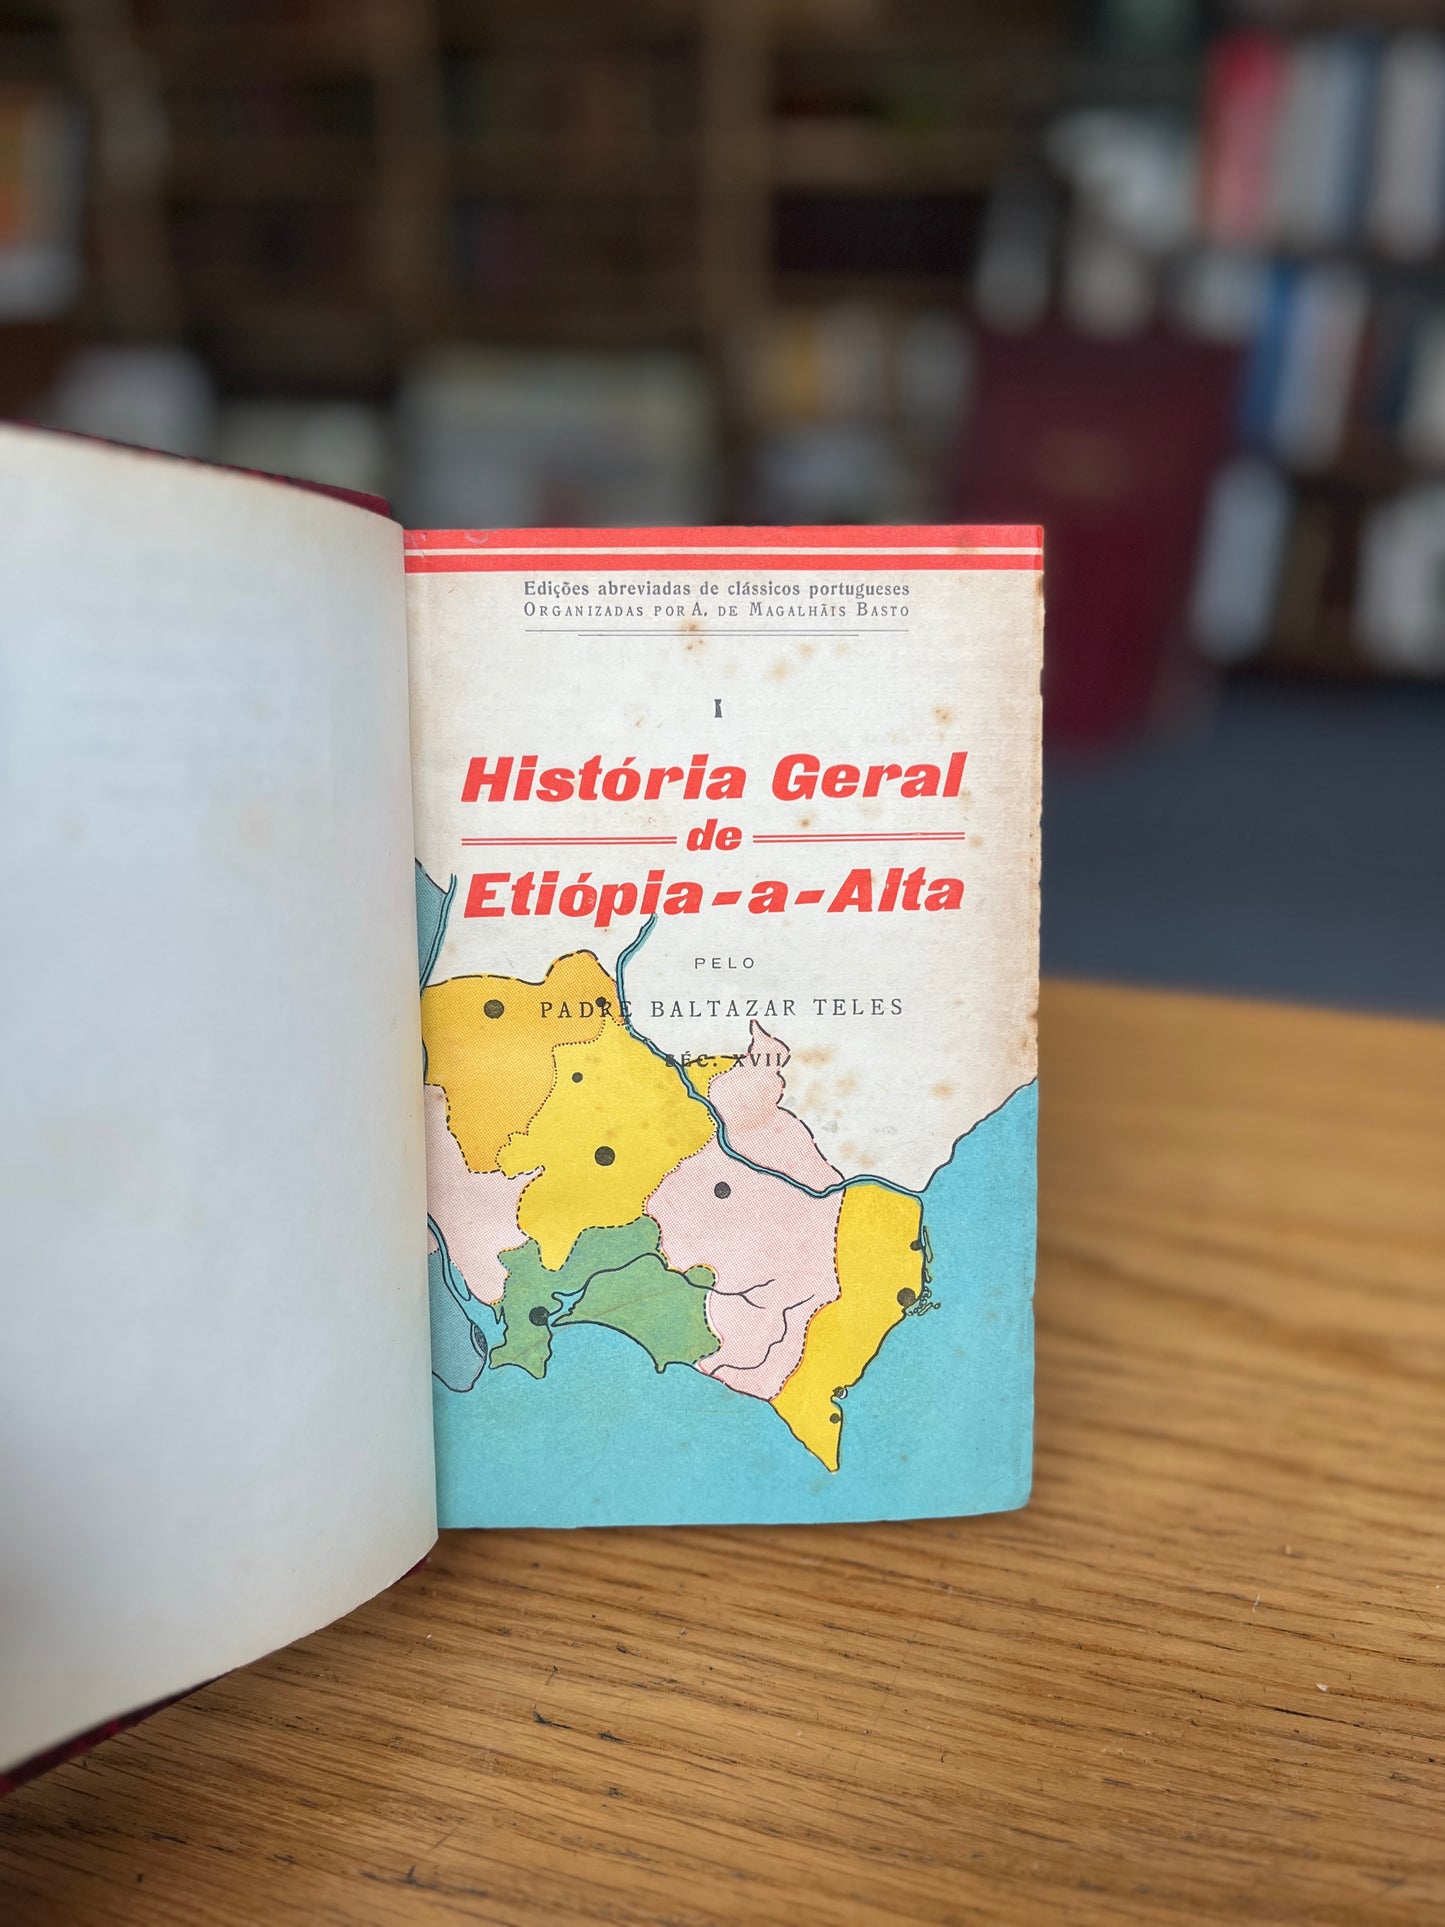 Edições abreviadas de clássicos portugueses
ORGANIZADAS POR A. DE MAGALHÃIS BASTO
I
História Geral
de
Etiópia-a-Alta
PELO
PADRE BALTAZAR TELES
SÉC. XVII